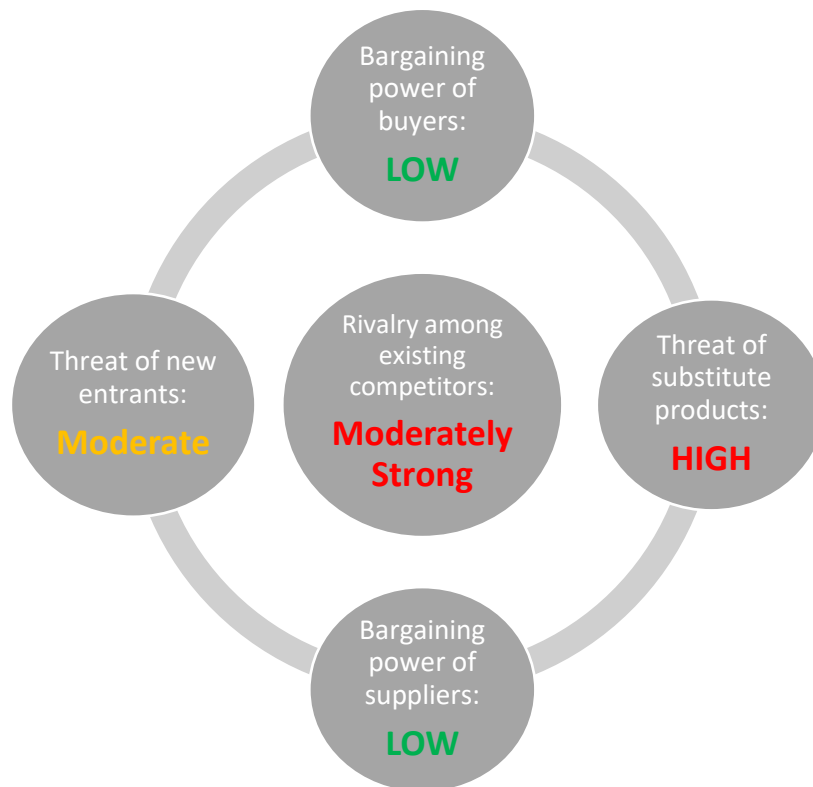 Bargaining
power of
buyers:
LOW
Threat of new
entrants:
Moderate
Rivalry among
existing
competitors:
Moderately
Strong
Threat of
substitute
products:
HIGH
Bargaining
power of
suppliers:
LOW